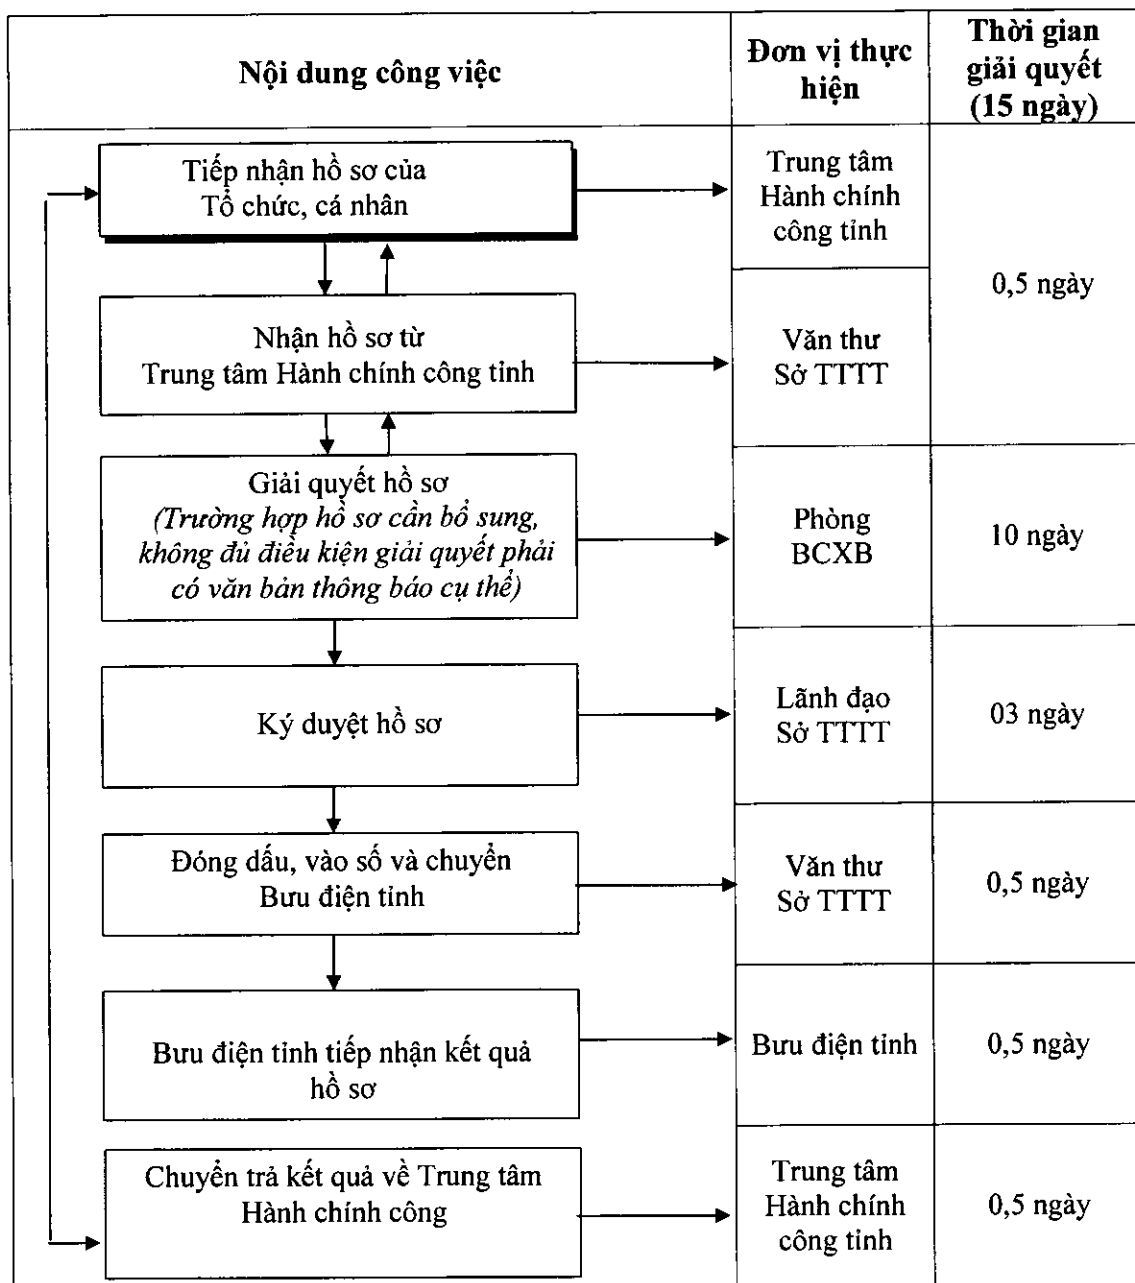 Nội dung công việc
Đơn vị thực
hiện
Thời gian
giải quyết
(15 ngày)
Tiếp nhận hồ sơ của
Tổ chức, cá nhân
Trung tâm
Hành chính
công tỉnh
0,5 ngày
Nhận hồ sơ từ
Trung tâm Hành chính công tỉnh
Văn thư
Sở TTTT
Giải quyết hồ sơ
(Trường hợp hồ sơ cần bổ sung,
không đủ điều kiện giải quyết phải
có văn bản thông báo cụ thể)
Phòng
BCXB
10 ngày
Ký duyệt hồ sơ
Lãnh đạo
Sở TTTT
03 ngày
Đóng dấu, vào số và chuyển
Bưu điện tỉnh
Văn thư
Sở TTTT
0,5 ngày
Bưu điện tỉnh tiếp nhận kết quả
hồ sơ
Bưu điện tỉnh
0,5 ngày
Chuyển trả kết quả về Trung tâm
Hành chính công
Trung tâm
Hành chính
công tỉnh
0,5 ngày